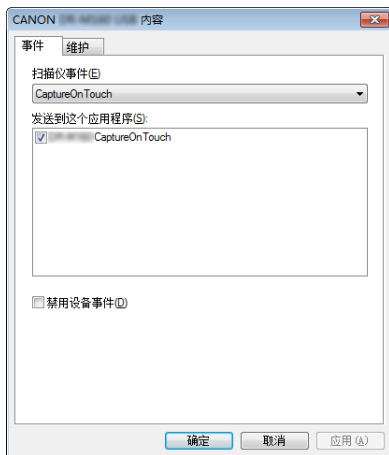 CANON 内容
事件 维护
扫描仪事件(E)
CaptureOnTouch
发送到这个应用程序(S):
CaptureOnTouch
禁用设备事件(D)
确定 取消 应用(A)